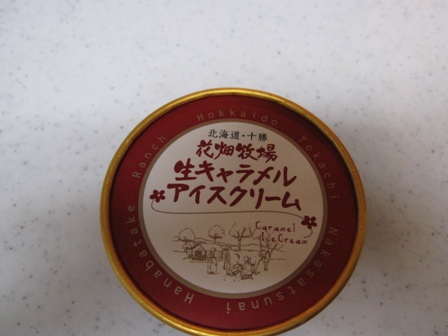 Hanabatake Ranch Hokkaido Tokachi Nakasatsunai
北海道・十勝
花畑牧場
生キャラメル
アイスクリーム
Caramel
Ice Cream